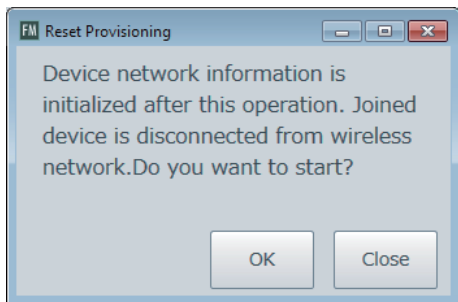 FM Reset Provisioning
Device network information is
initialized after this operation. Joined
device is disconnected from wireless
network.Do you want to start?
OK Close